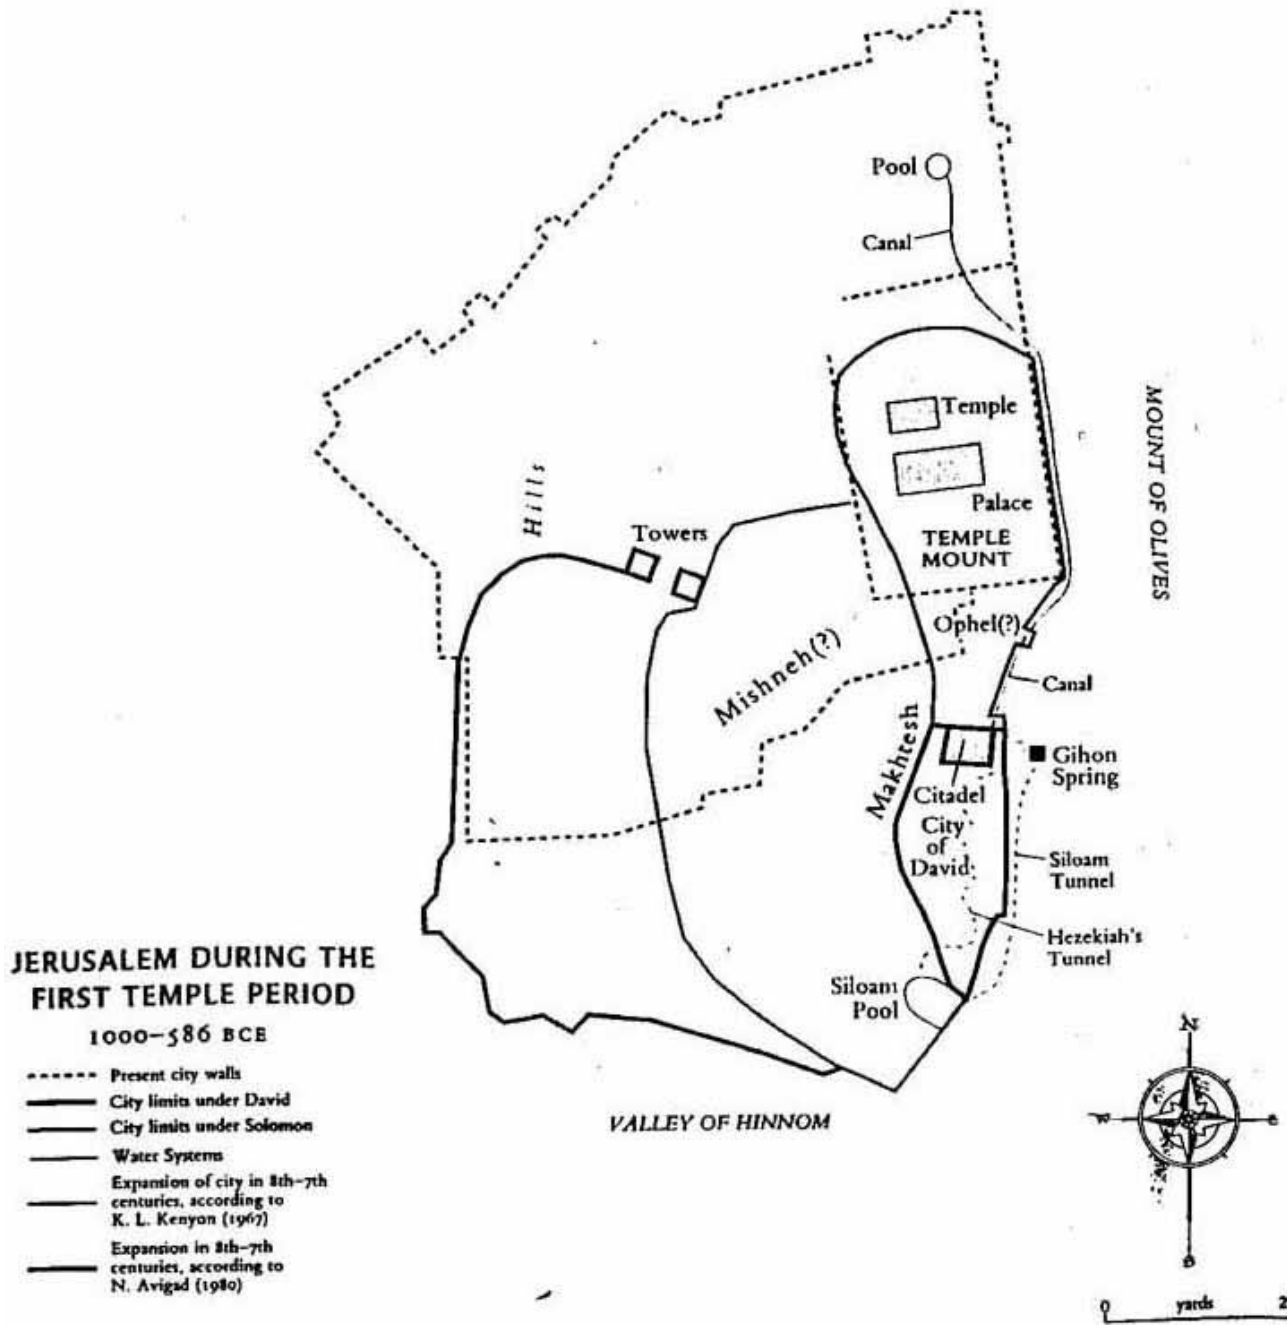 Pool
Canal
MOUNT OF OLIVES
Temple
Palace
TEMPLE
MOUNT
Hills
Towers
Ophel(?)
Mishneh(?)
Canal
Makhtesh
Gihon
Spring
Citadel
City
of
David
Siloam
Tunnel
Hezekiah's
Tunnel
Siloam
Pool
JERUSALEM DURING THE
FIRST TEMPLE PERIOD
1000–586 BCE
Present city walls
City limits under David
City limits under Solomon
Water Systems
Expansion of city in 8th–7th
centuries, according to
K. L. Kenyon (1967)
Expansion in 8th–7th
centuries, according to
N. Avigad (1980)
VALLEY OF HINNOM
N
W
0 yards 2